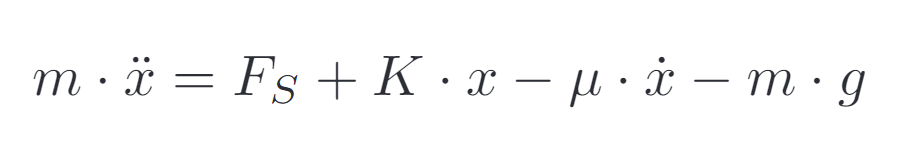 m · ẍ = F_S + K · x − μ · ẋ − m · g